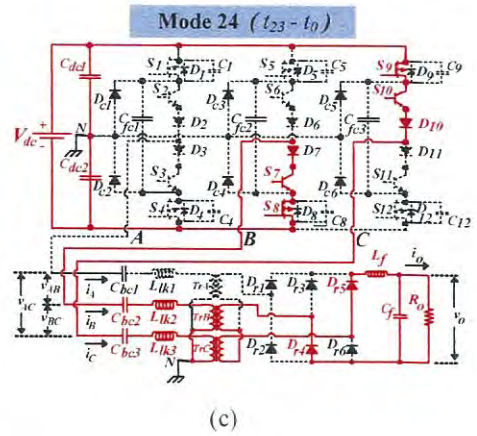 Mode 24 (t23 - t0)
S1 D1 C1 S5 D5 C5 S9 D9 C9
Cdc1 S2 S6 S10
Dc1 Cfc1 D2 Dc3 Cfc2 D6 Dc5 Cfc3 D10
Vdc + - N D3 D7 D11
Cdc2 Dc2 S3 Dc4 S7 Dc6 S11
S4 D4 C4 S8 D8 C8 S12 D12 C12
A B C
Lf iO
vAB iA Cbc1 Llk1 TrA Dr1 Dr3 Dr5
vAC vBC iB Cbc2 Llk2 TrB Cf Ro vO
iC Cbc3 Llk3 TrC Dr2 Dr4 Dr6
N
(c)